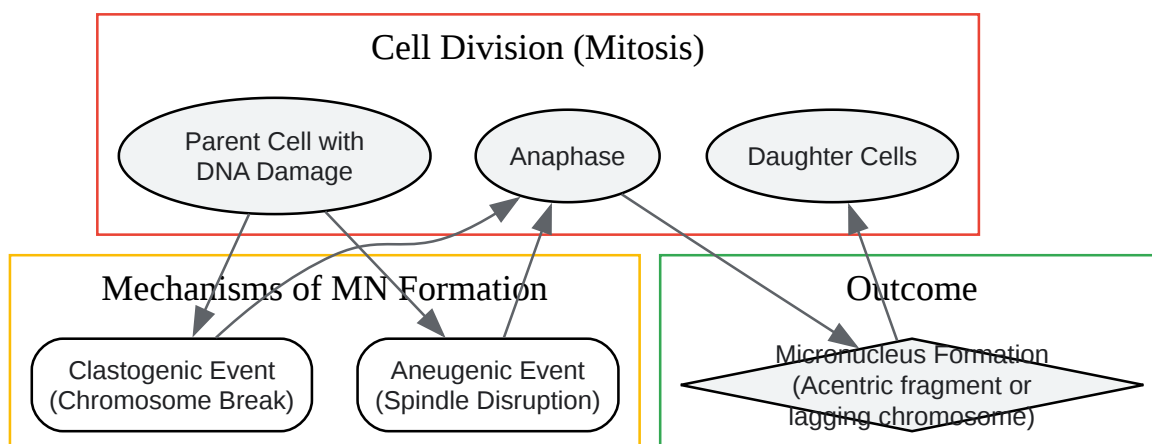 Cell Division (Mitosis)
Parent Cell with
DNA Damage
Anaphase
Daughter Cells
Mechanisms of MN Formation
Clastogenic Event
(Chromosome Break)
Aneugenic Event
(Spindle Disruption)
Outcome
Micronucleus Formation
(Acentric fragment or
lagging chromosome)